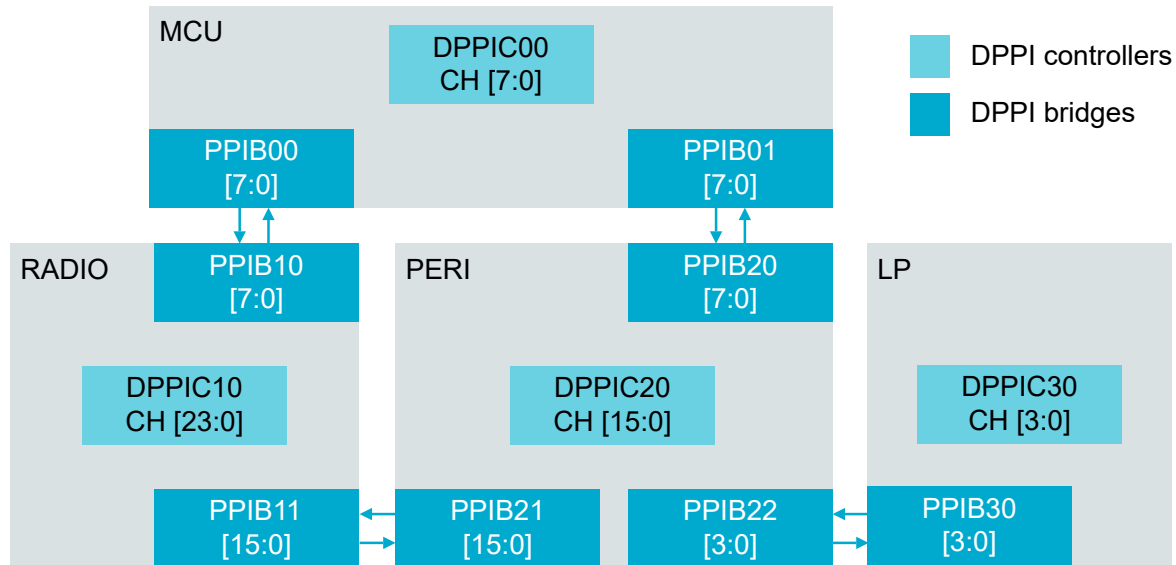 MCU
DPPIC00
CH [7:0]
DPPI controllers
DPPI bridges
PPIB00
[7:0]
PPIB01
[7:0]
RADIO
PPIB10
[7:0]
PERI
PPIB20
[7:0]
LP
DPPIC10
CH [23:0]
DPPIC20
CH [15:0]
DPPIC30
CH [3:0]
PPIB11
[15:0]
PPIB21
[15:0]
PPIB22
[3:0]
PPIB30
[3:0]